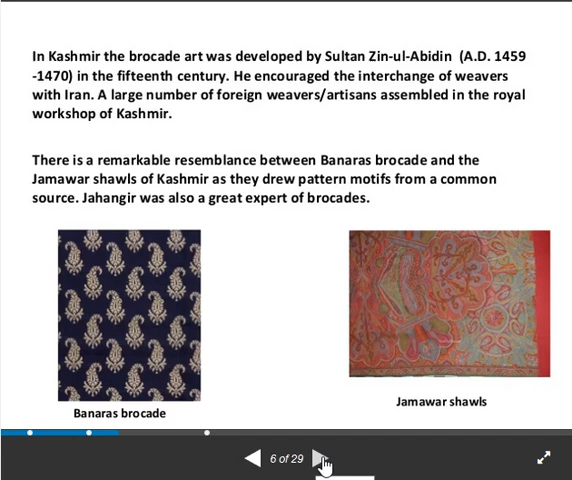 In Kashmir the brocade art was developed by Sultan Zin-ul-Abidin (A.D. 1459
-1470) in the fifteenth century. He encouraged the interchange of weavers
with Iran. A large number of foreign weavers/artisans assembled in the royal
workshop of Kashmir.
There is a remarkable resemblance between Banaras brocade and the
Jamawar shawls of Kashmir as they drew pattern motifs from a common
source. Jahangir was also a great expert of brocades.
Banaras brocade
Jamawar shawls
6 of 29